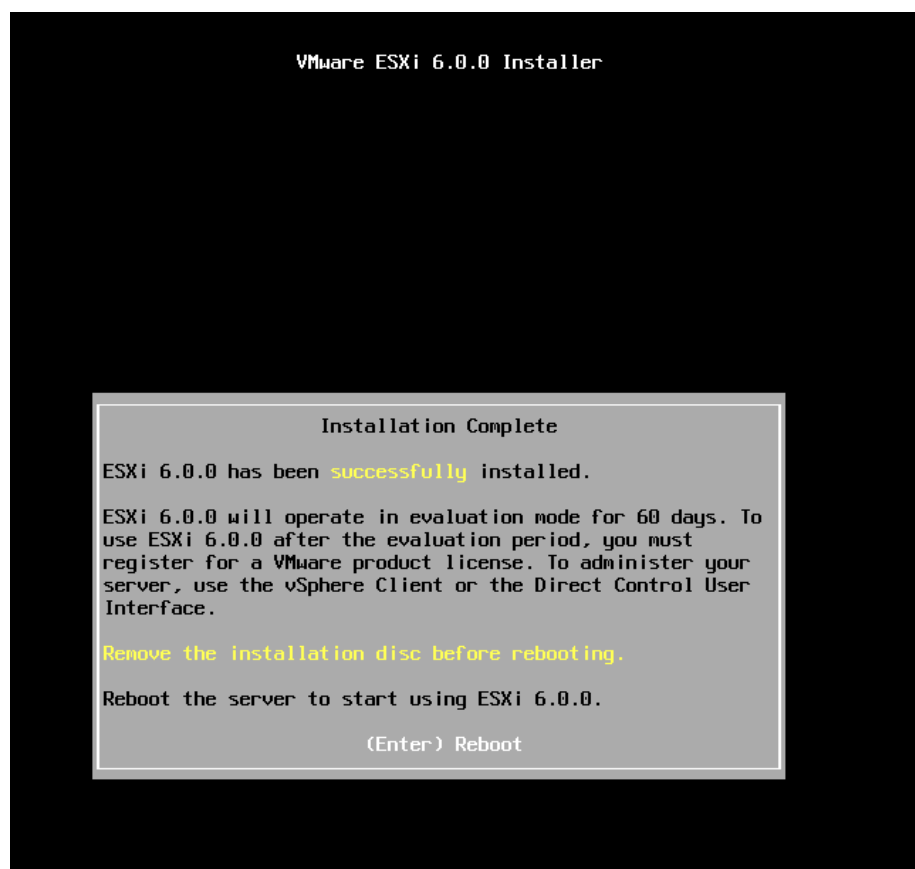 VMware ESXi 6.0.0 Installer
Installation Complete
ESXi 6.0.0 has been successfully installed.
ESXi 6.0.0 will operate in evaluation mode for 60 days. To
use ESXi 6.0.0 after the evaluation period, you must
register for a VMware product license. To administer your
server, use the vSphere Client or the Direct Control User
Interface.
Remove the installation disc before rebooting.
Reboot the server to start using ESXi 6.0.0.
(Enter) Reboot